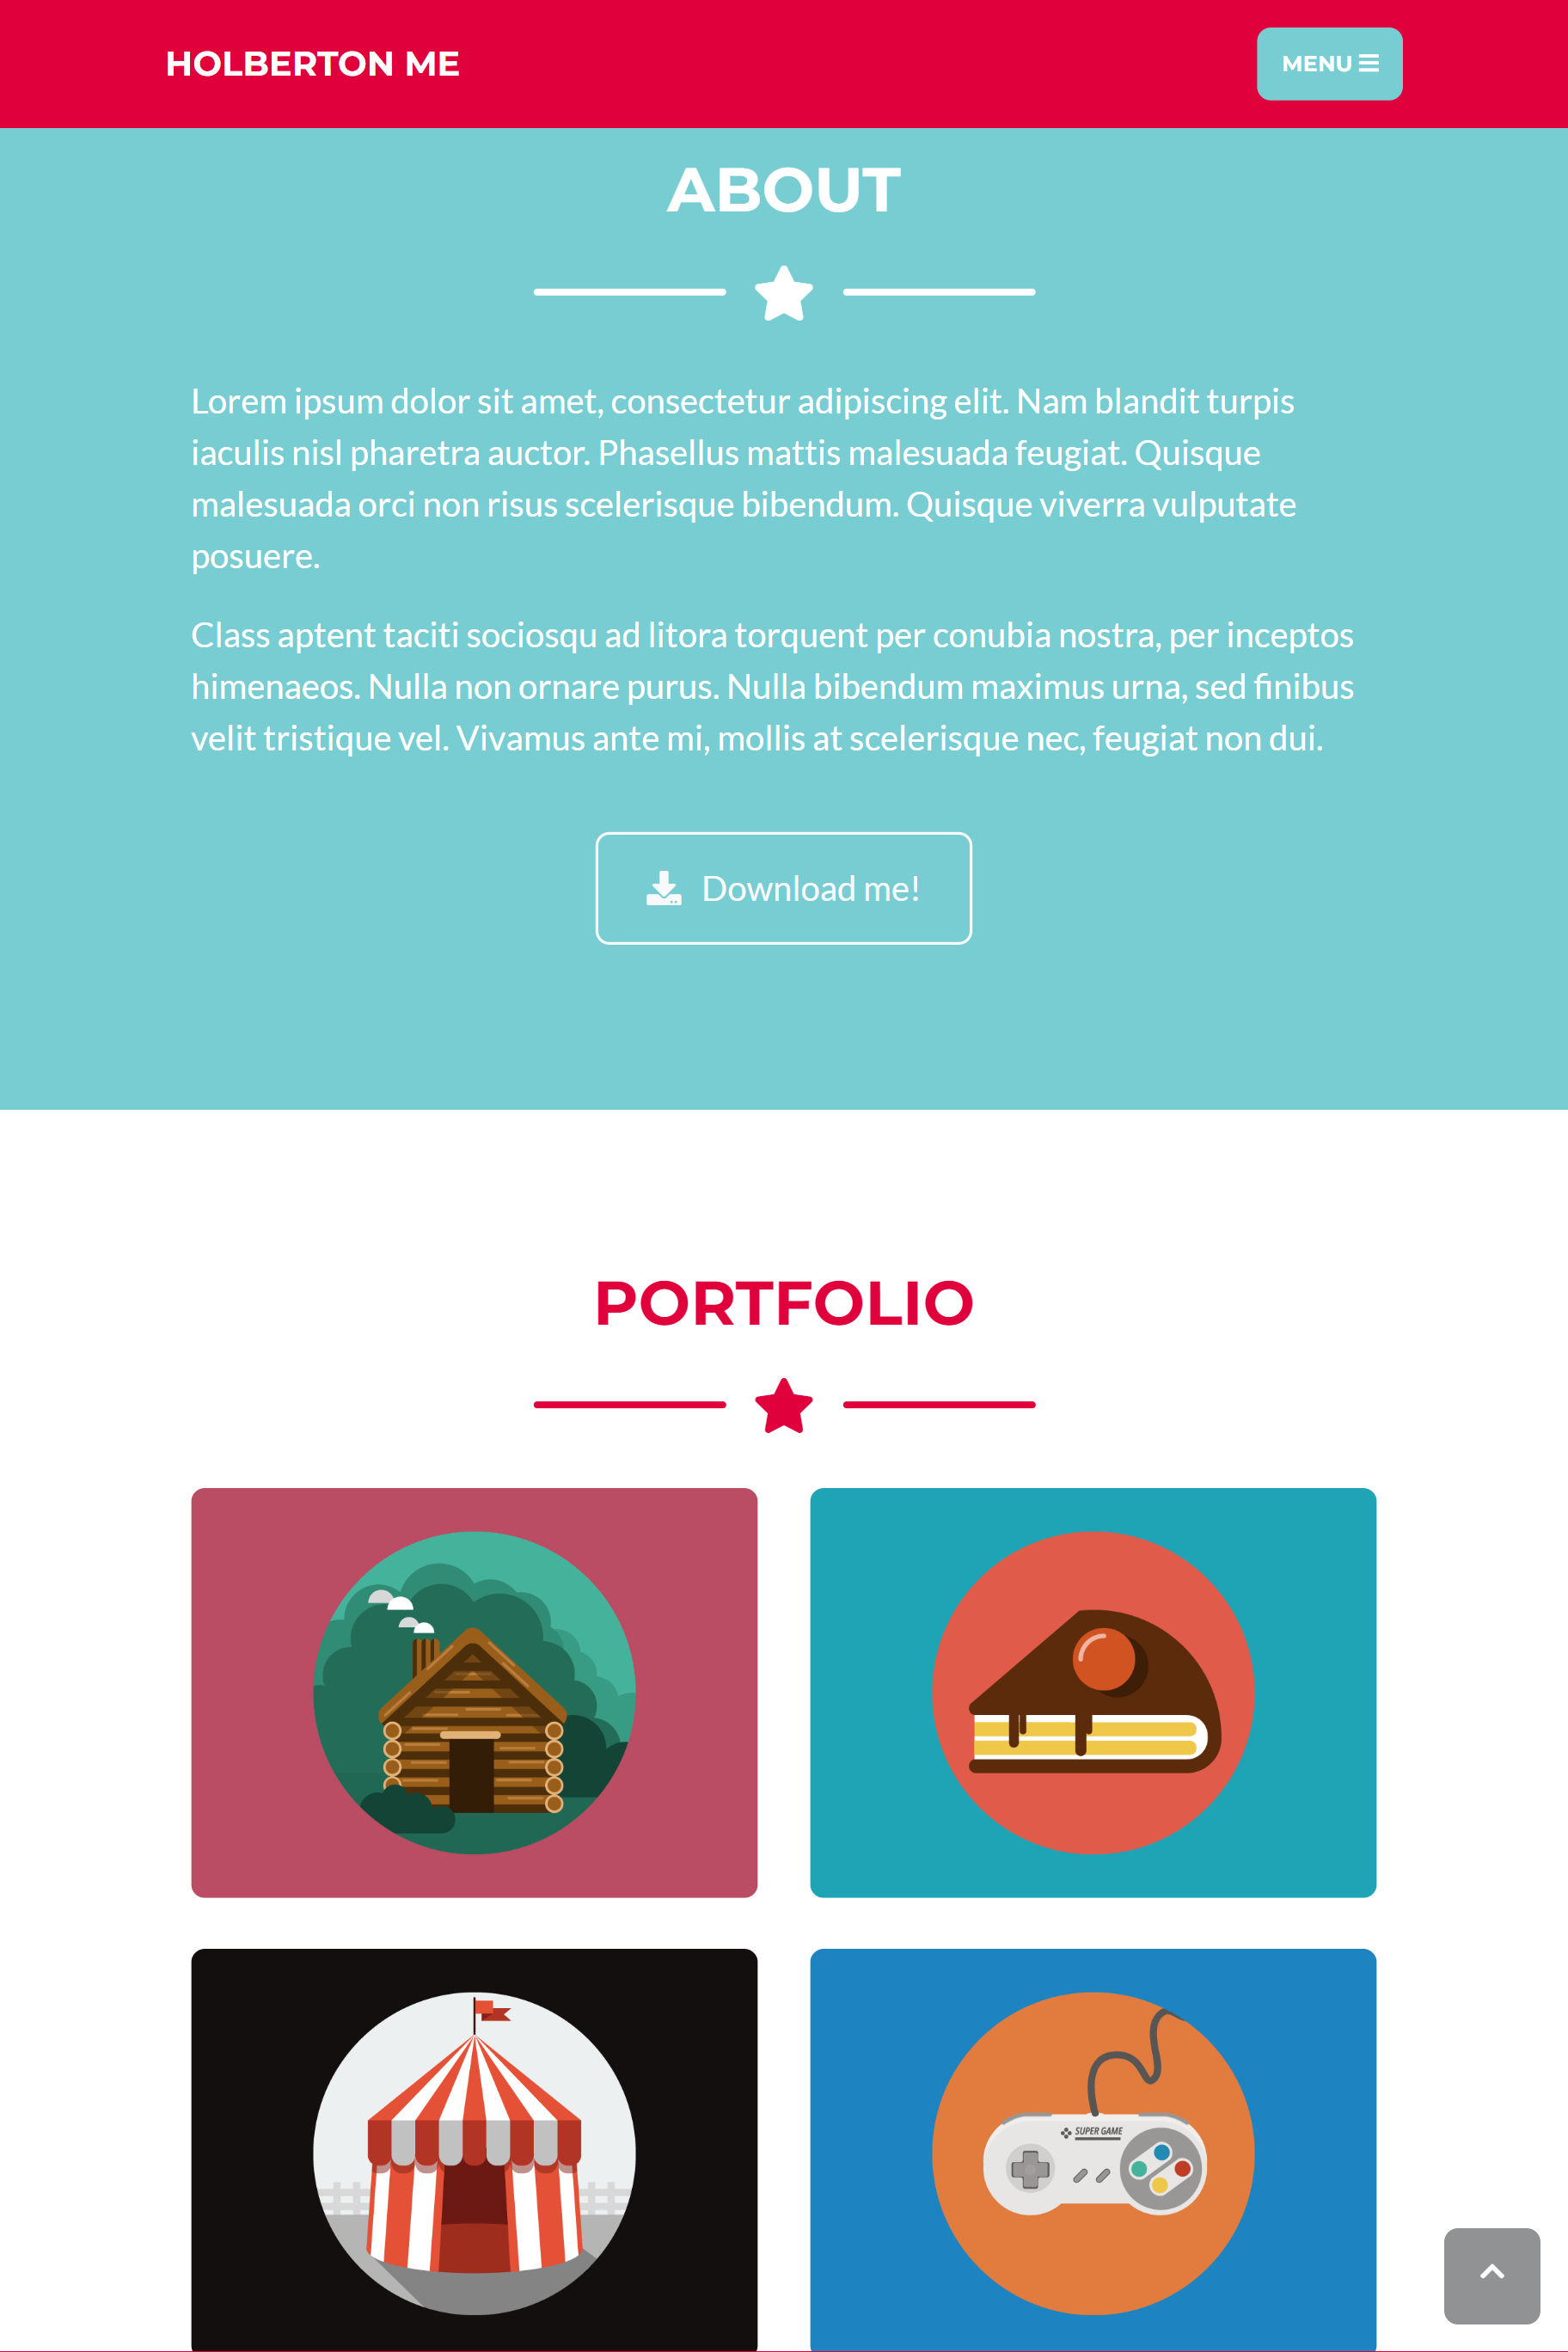 HOLBERTON ME
MENU
ABOUT
Lorem ipsum dolor sit amet, consectetur adipiscing elit. Nam blandit turpis
iaculis nisl pharetra auctor. Phasellus mattis malesuada feugiat. Quisque
malesuada orci non risus scelerisque bibendum. Quisque viverra vulputate
posuere.
Class aptent taciti sociosqu ad litora torquent per conubia nostra, per inceptos
himenaeos. Nulla non ornare purus. Nulla bibendum maximus urna, sed finibus
velit tristique vel. Vivamus ante mi, mollis at scelerisque nec, feugiat non dui.
Download me!
PORTFOLIO
SUPER GAME